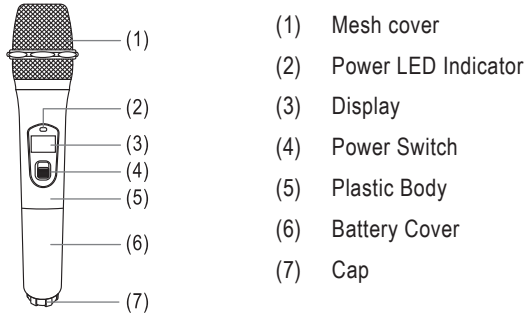 (1)
(2)
(3)
(4)
(5)
(6)
(7)
(1) Mesh cover
(2) Power LED Indicator
(3) Display
(4) Power Switch
(5) Plastic Body
(6) Battery Cover
(7) Cap